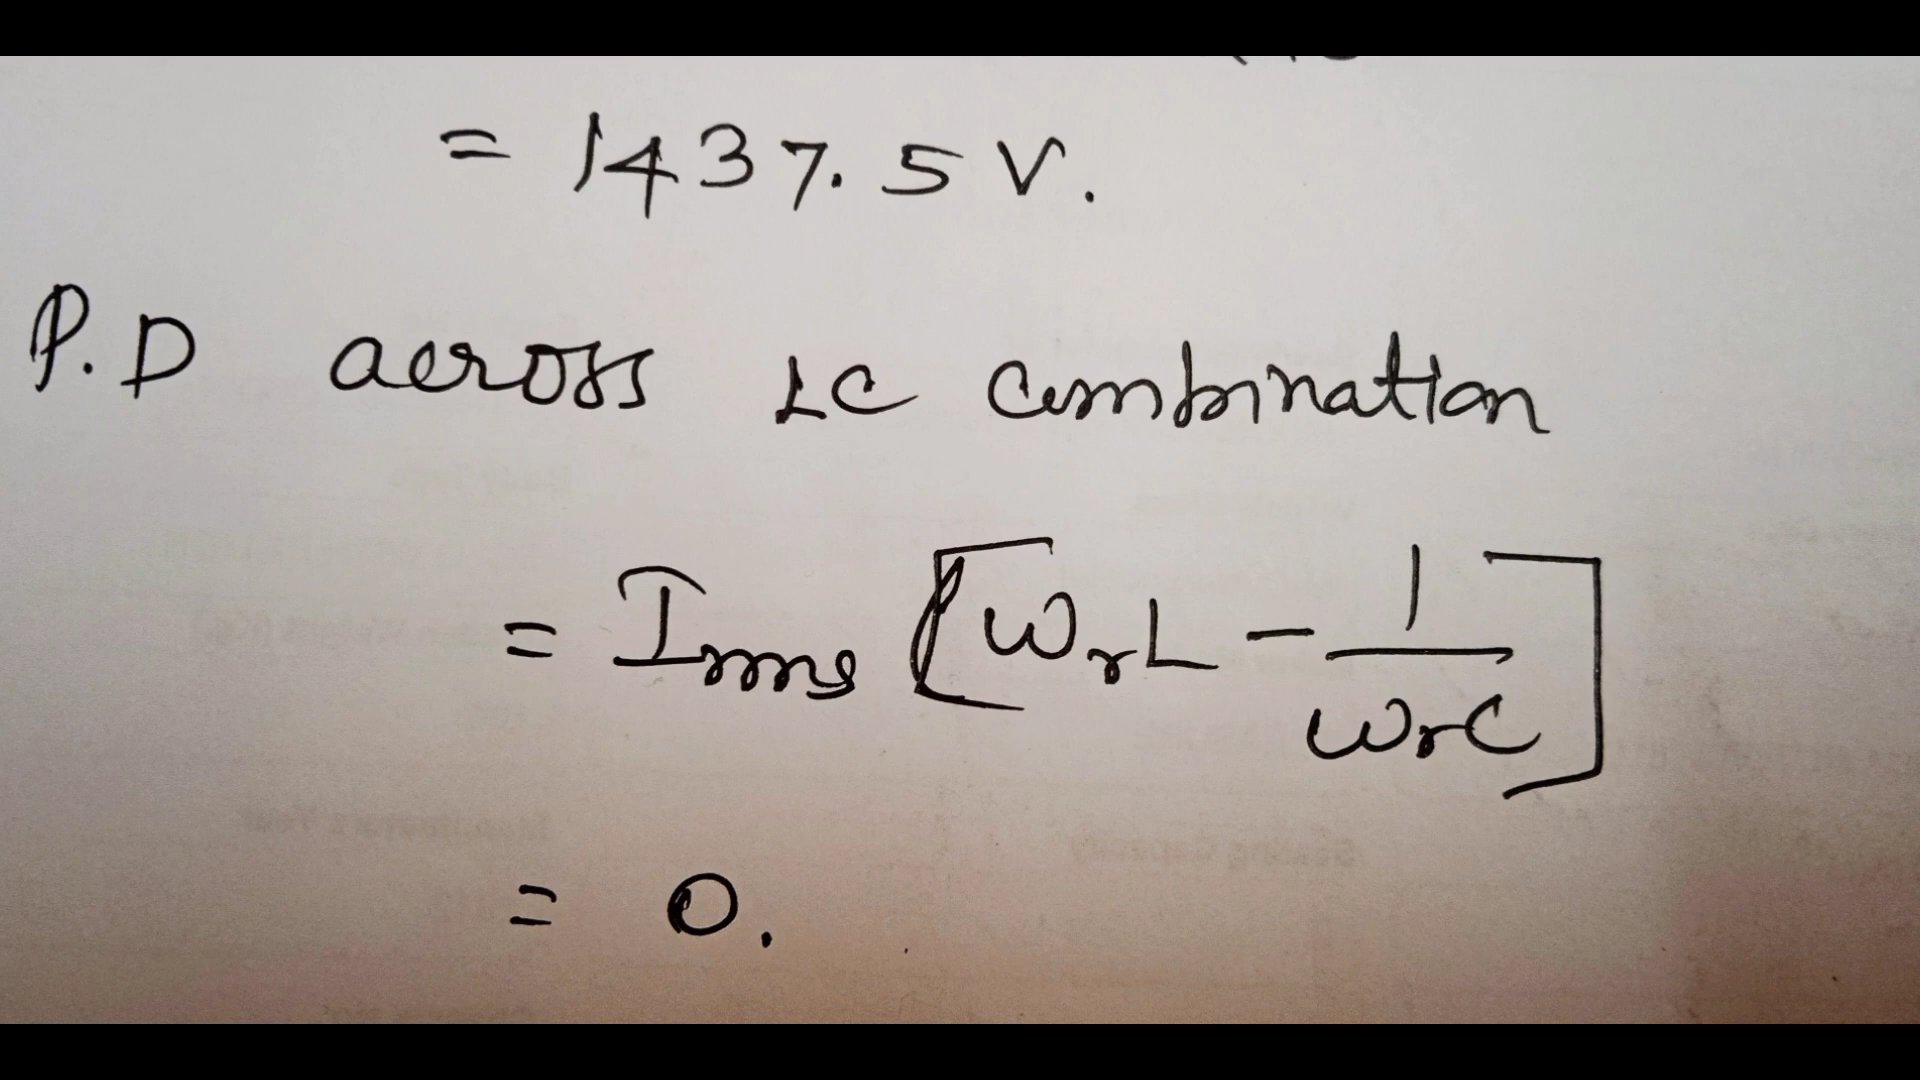 = 1437.5 V.
P.D across LC combination
= Irms [ωrL - 1/ωrC]
= 0.